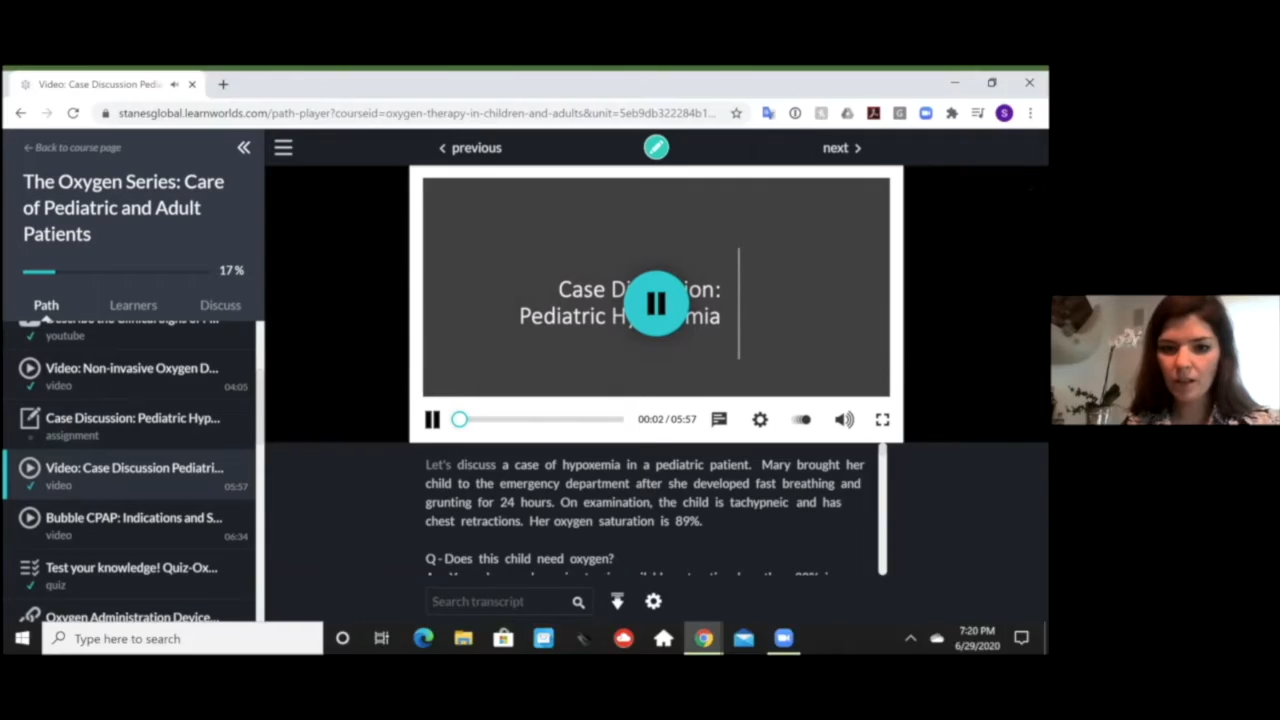 Video: Case Discussion Pedi
stanesglobal.learnworlds.com/path-player?courseid=oxygen-therapy-in-children-and-adults&unit=5eb9db322284b1...
S
Back to course page
The Oxygen Series: Care
of Pediatric and Adult
Patients
17%
Path
Learners
Discuss
youtube
Video: Non-invasive Oxygen D...
video
04:05
Case Discussion: Pediatric Hyp...
assignment
Video: Case Discussion Pediatri...
video
05:57
Bubble CPAP: Indications and S...
video
06:34
Test your knowledge! Quiz-Ox...
quiz
Oxygen Administration Device...
previous
next
Case
Pediatric
00:02 / 05:57
Let's discuss a case of hypoxemia in a pediatric patient. Mary brought her
child to the emergency department after she developed fast breathing and
grunting for 24 hours. On examination, the child is tachypneic and has
chest retractions. Her oxygen saturation is 89%.
Q - Does this child need oxygen?
Search transcript
Type here to search
7:20 PM
6/29/2020